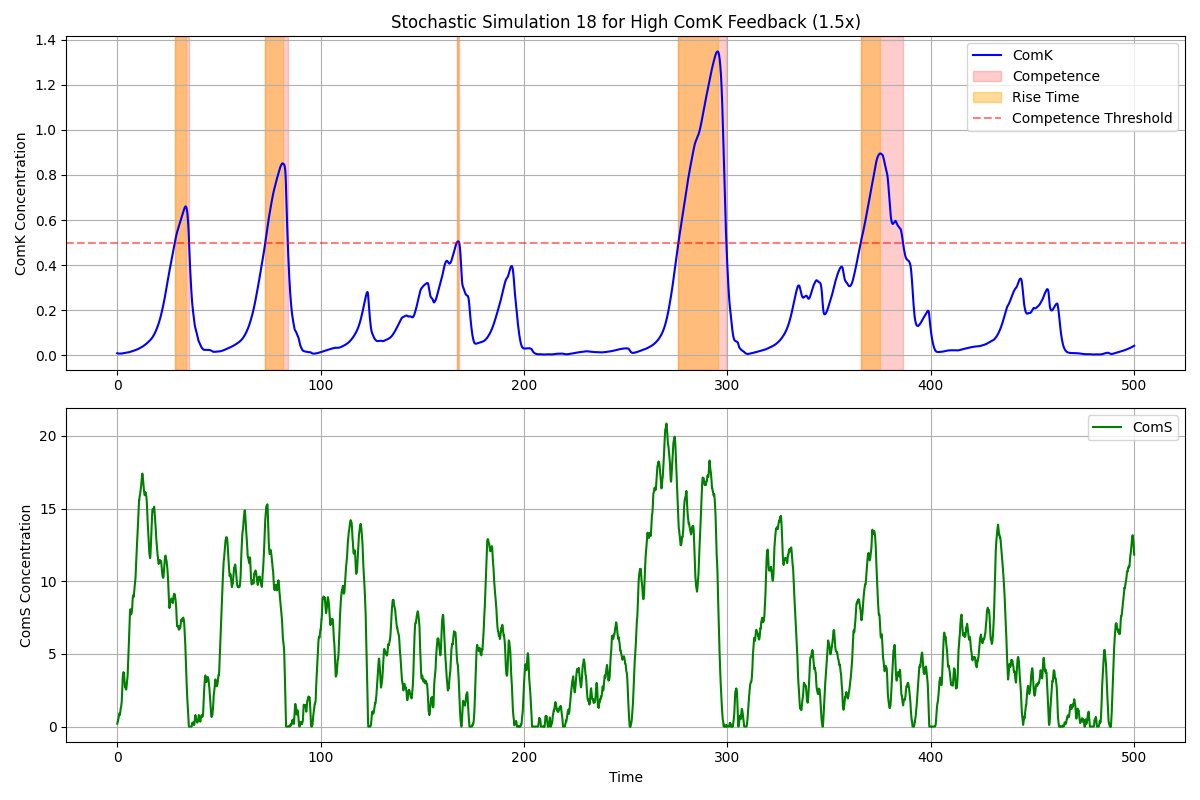 Stochastic Simulation 18 for High ComK Feedback (1.5x)
ComK Concentration
1.4
1.2
1.0
0.8
0.6
0.4
0.2
0.0
ComK
Competence
Rise Time
Competence Threshold
0 100 200 300 400 500
ComS Concentration
20
15
10
5
0
ComS
0 100 200 300 400 500
Time